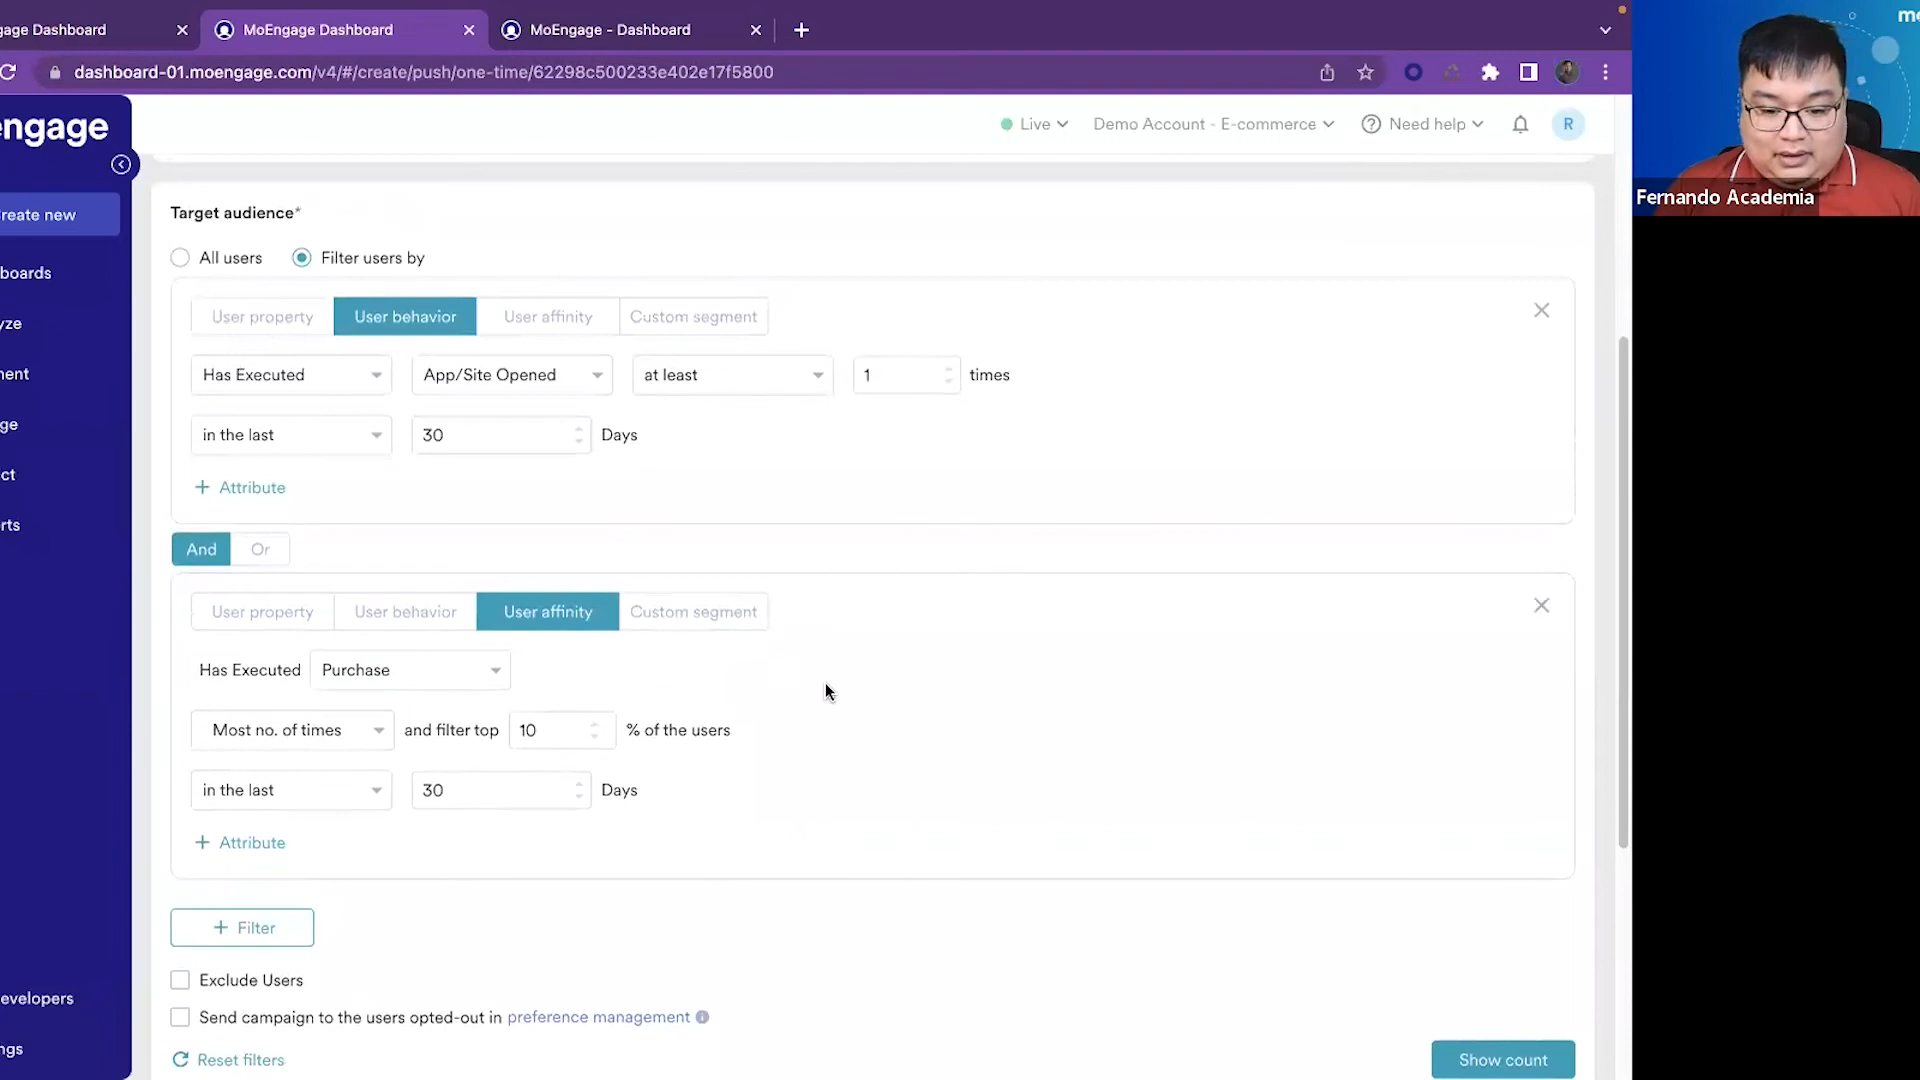 gage Dashboard
MoEngage Dashboard
MoEngage - Dashboard
dashboard-01.moengage.com/v4/#/create/push/one-time/62298c500233e402e17f5800
engage
Live
Demo Account - E-commerce
Need help
R
Create new
boards
yze
ment
ge
ct
rts
evelopers
ngs
Target audience*
All users
Filter users by
User property
User behavior
User affinity
Custom segment
Has Executed
App/Site Opened
at least
1
times
in the last
30
Days
+ Attribute
And
Or
User property
User behavior
User affinity
Custom segment
Has Executed
Purchase
Most no. of times
and filter top
10
% of the users
in the last
30
Days
+ Attribute
+ Filter
Exclude Users
Send campaign to the users opted-out in preference management
Reset filters
Show count
mo
Fernando Academia